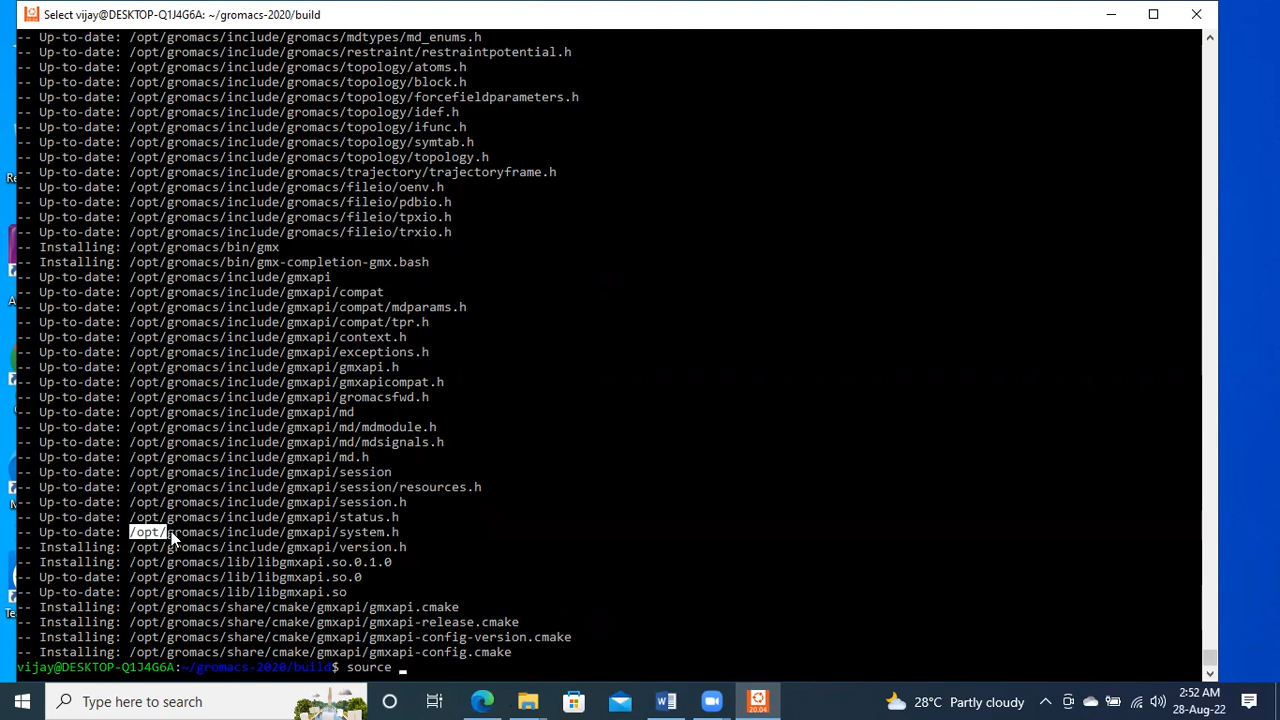 Select vijay@DESKTOP-Q1J4G6A: ~/gromacs-2020/build
-- Up-to-date: /opt/gromacs/include/gromacs/mdtypes/md_enums.h
-- Up-to-date: /opt/gromacs/include/gromacs/restraint/restraintpotential.h
-- Up-to-date: /opt/gromacs/include/gromacs/topology/atoms.h
-- Up-to-date: /opt/gromacs/include/gromacs/topology/block.h
-- Up-to-date: /opt/gromacs/include/gromacs/topology/forcefieldparameters.h
-- Up-to-date: /opt/gromacs/include/gromacs/topology/idef.h
-- Up-to-date: /opt/gromacs/include/gromacs/topology/ifunc.h
-- Up-to-date: /opt/gromacs/include/gromacs/topology/symtab.h
-- Up-to-date: /opt/gromacs/include/gromacs/topology/topology.h
-- Up-to-date: /opt/gromacs/include/gromacs/trajectory/trajectoryframe.h
-- Up-to-date: /opt/gromacs/include/gromacs/fileio/oenv.h
-- Up-to-date: /opt/gromacs/include/gromacs/fileio/pdbio.h
-- Up-to-date: /opt/gromacs/include/gromacs/fileio/tpxio.h
-- Up-to-date: /opt/gromacs/include/gromacs/fileio/trxio.h
-- Installing: /opt/gromacs/bin/gmx
-- Installing: /opt/gromacs/bin/gmx-completion-gmx.bash
-- Up-to-date: /opt/gromacs/include/gmxapi
-- Up-to-date: /opt/gromacs/include/gmxapi/compat
-- Up-to-date: /opt/gromacs/include/gmxapi/compat/mdparams.h
-- Up-to-date: /opt/gromacs/include/gmxapi/compat/tpr.h
-- Up-to-date: /opt/gromacs/include/gmxapi/context.h
-- Up-to-date: /opt/gromacs/include/gmxapi/exceptions.h
-- Up-to-date: /opt/gromacs/include/gmxapi/gmxapi.h
-- Up-to-date: /opt/gromacs/include/gmxapi/gmxapicompat.h
-- Up-to-date: /opt/gromacs/include/gmxapi/gromacsfwd.h
-- Up-to-date: /opt/gromacs/include/gmxapi/md
-- Up-to-date: /opt/gromacs/include/gmxapi/md/mdmodule.h
-- Up-to-date: /opt/gromacs/include/gmxapi/md/mdsignals.h
-- Up-to-date: /opt/gromacs/include/gmxapi/md.h
-- Up-to-date: /opt/gromacs/include/gmxapi/session
-- Up-to-date: /opt/gromacs/include/gmxapi/session/resources.h
-- Up-to-date: /opt/gromacs/include/gmxapi/session.h
-- Up-to-date: /opt/gromacs/include/gmxapi/status.h
-- Up-to-date: /opt/gromacs/include/gmxapi/system.h
-- Installing: /opt/gromacs/include/gmxapi/version.h
-- Installing: /opt/gromacs/lib/libgmxapi.so.0.1.0
-- Up-to-date: /opt/gromacs/lib/libgmxapi.so.0
-- Up-to-date: /opt/gromacs/lib/libgmxapi.so
-- Installing: /opt/gromacs/share/cmake/gmxapi/gmxapi.cmake
-- Installing: /opt/gromacs/share/cmake/gmxapi/gmxapi-release.cmake
-- Installing: /opt/gromacs/share/cmake/gmxapi/gmxapi-config-version.cmake
-- Installing: /opt/gromacs/share/cmake/gmxapi/gmxapi-config.cmake
vijay@DESKTOP-Q1J4G6A:~/gromacs-2020/build$ source _
Type here to search
20.04
28°C Partly cloudy
2:52 AM
28-Aug-22